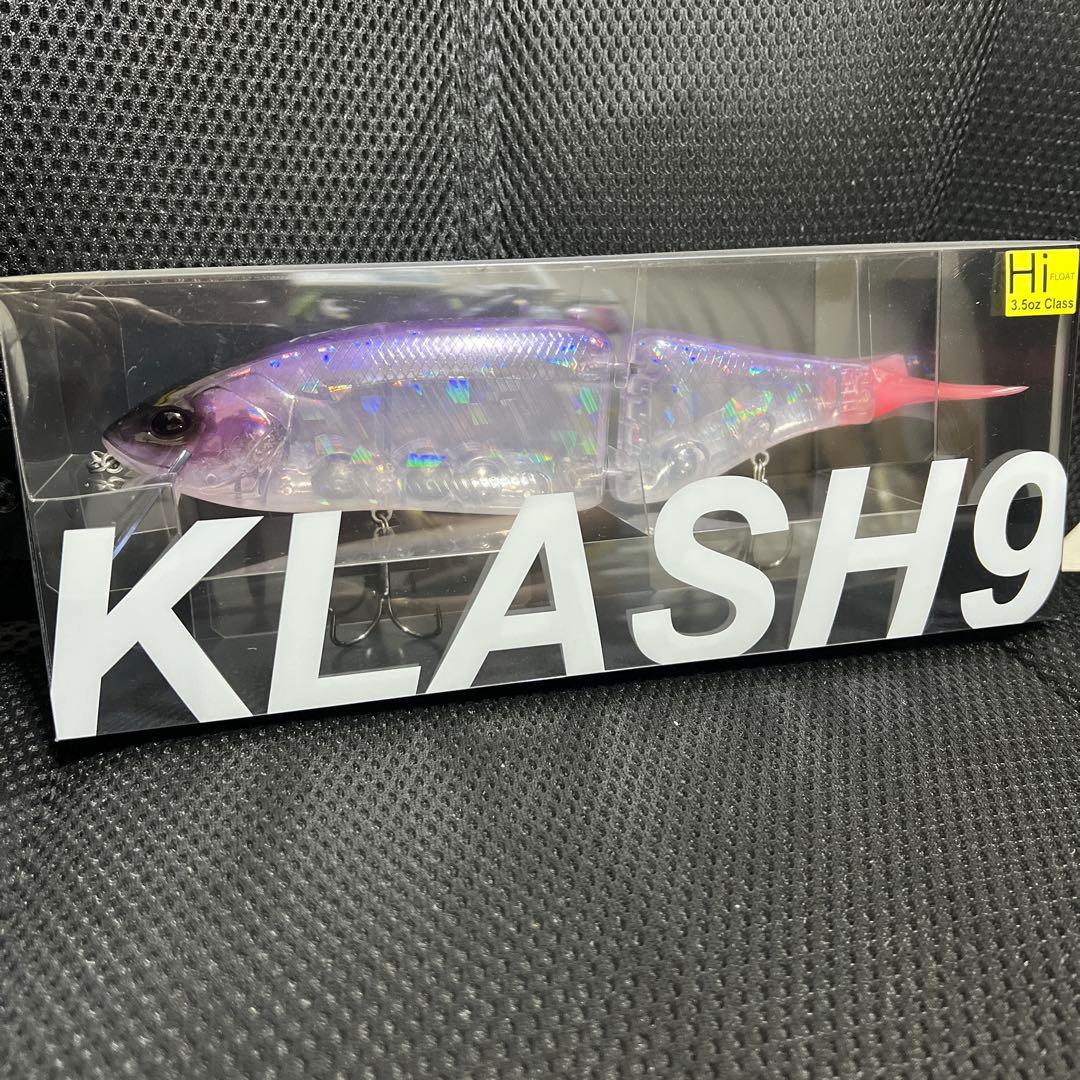 Hi FLOAT
3.5oz Class
KLASH9